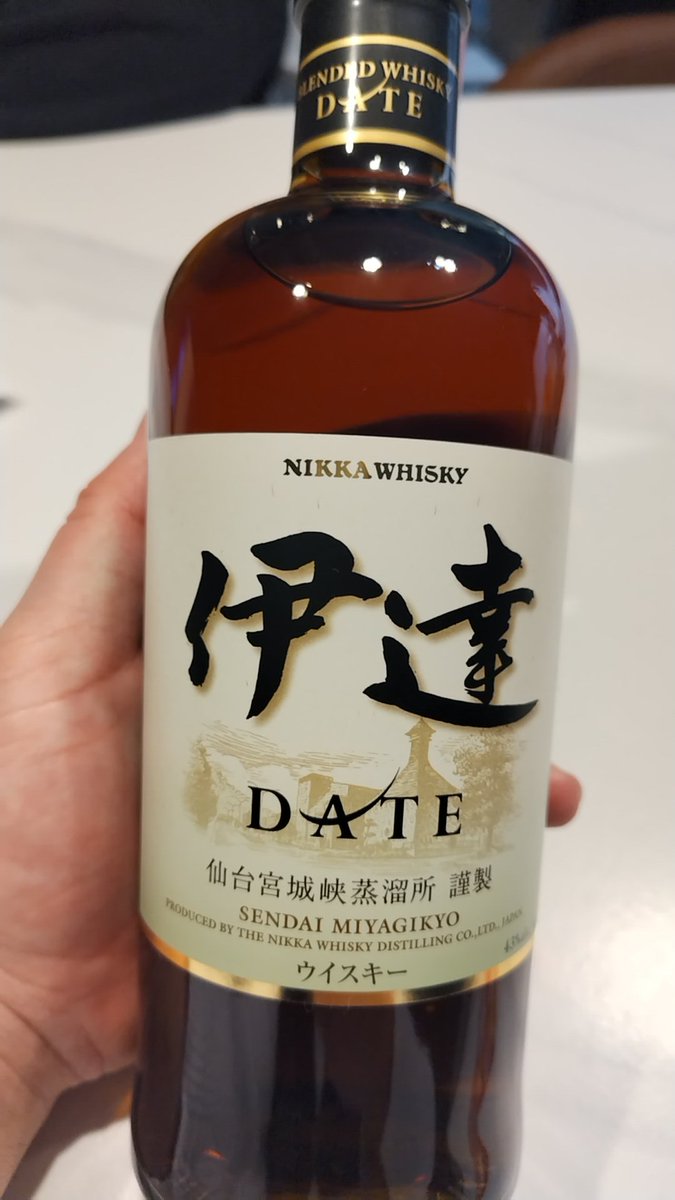 BLENDED WHISKY
DATE
NIKKA WHISKY
伊達
DATE
仙台宮城峡蒸溜所 謹製
SENDAI MIYAGIKYO
PRODUCED BY THE NIKKA WHISKY DISTILLING CO., LTD., JAPAN
ウイスキー